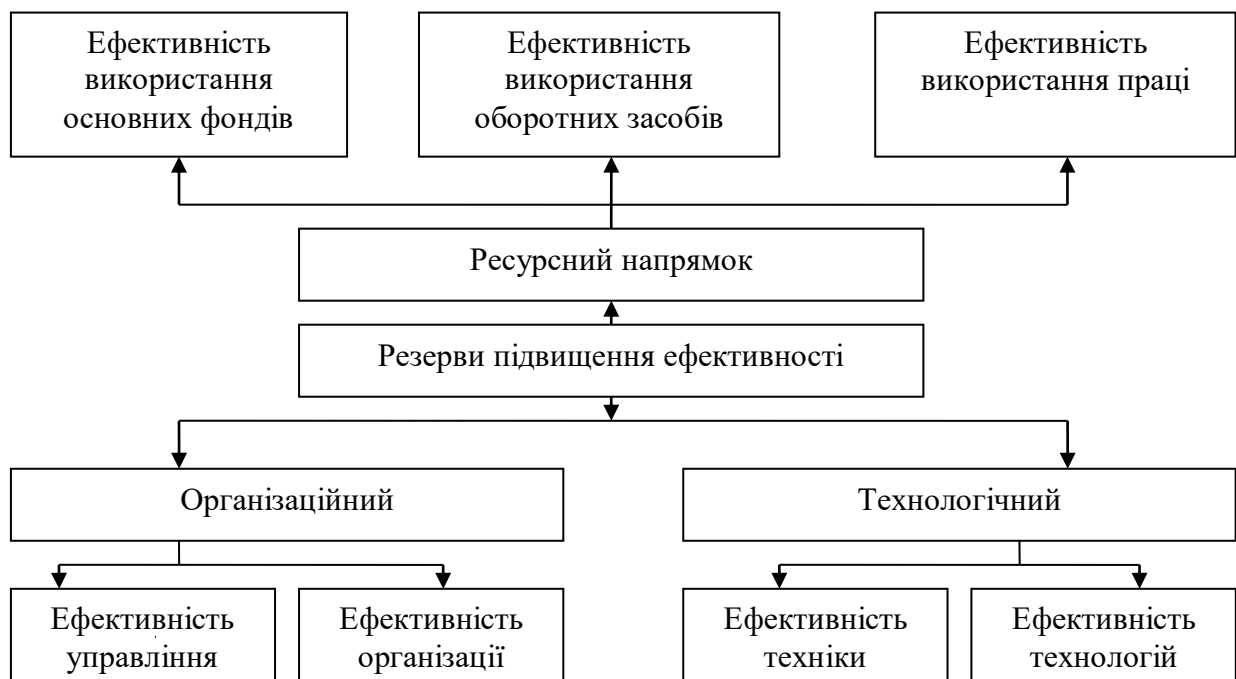 Ефективність
використання
основних фондів
Ефективність
використання
оборотних засобів
Ефективність
використання праці
Ресурсний напрямок
Резерви підвищення ефективності
Організаційний
Технологічний
Ефективність
управління
Ефективність
організації
Ефективність
техніки
Ефективність
технологій